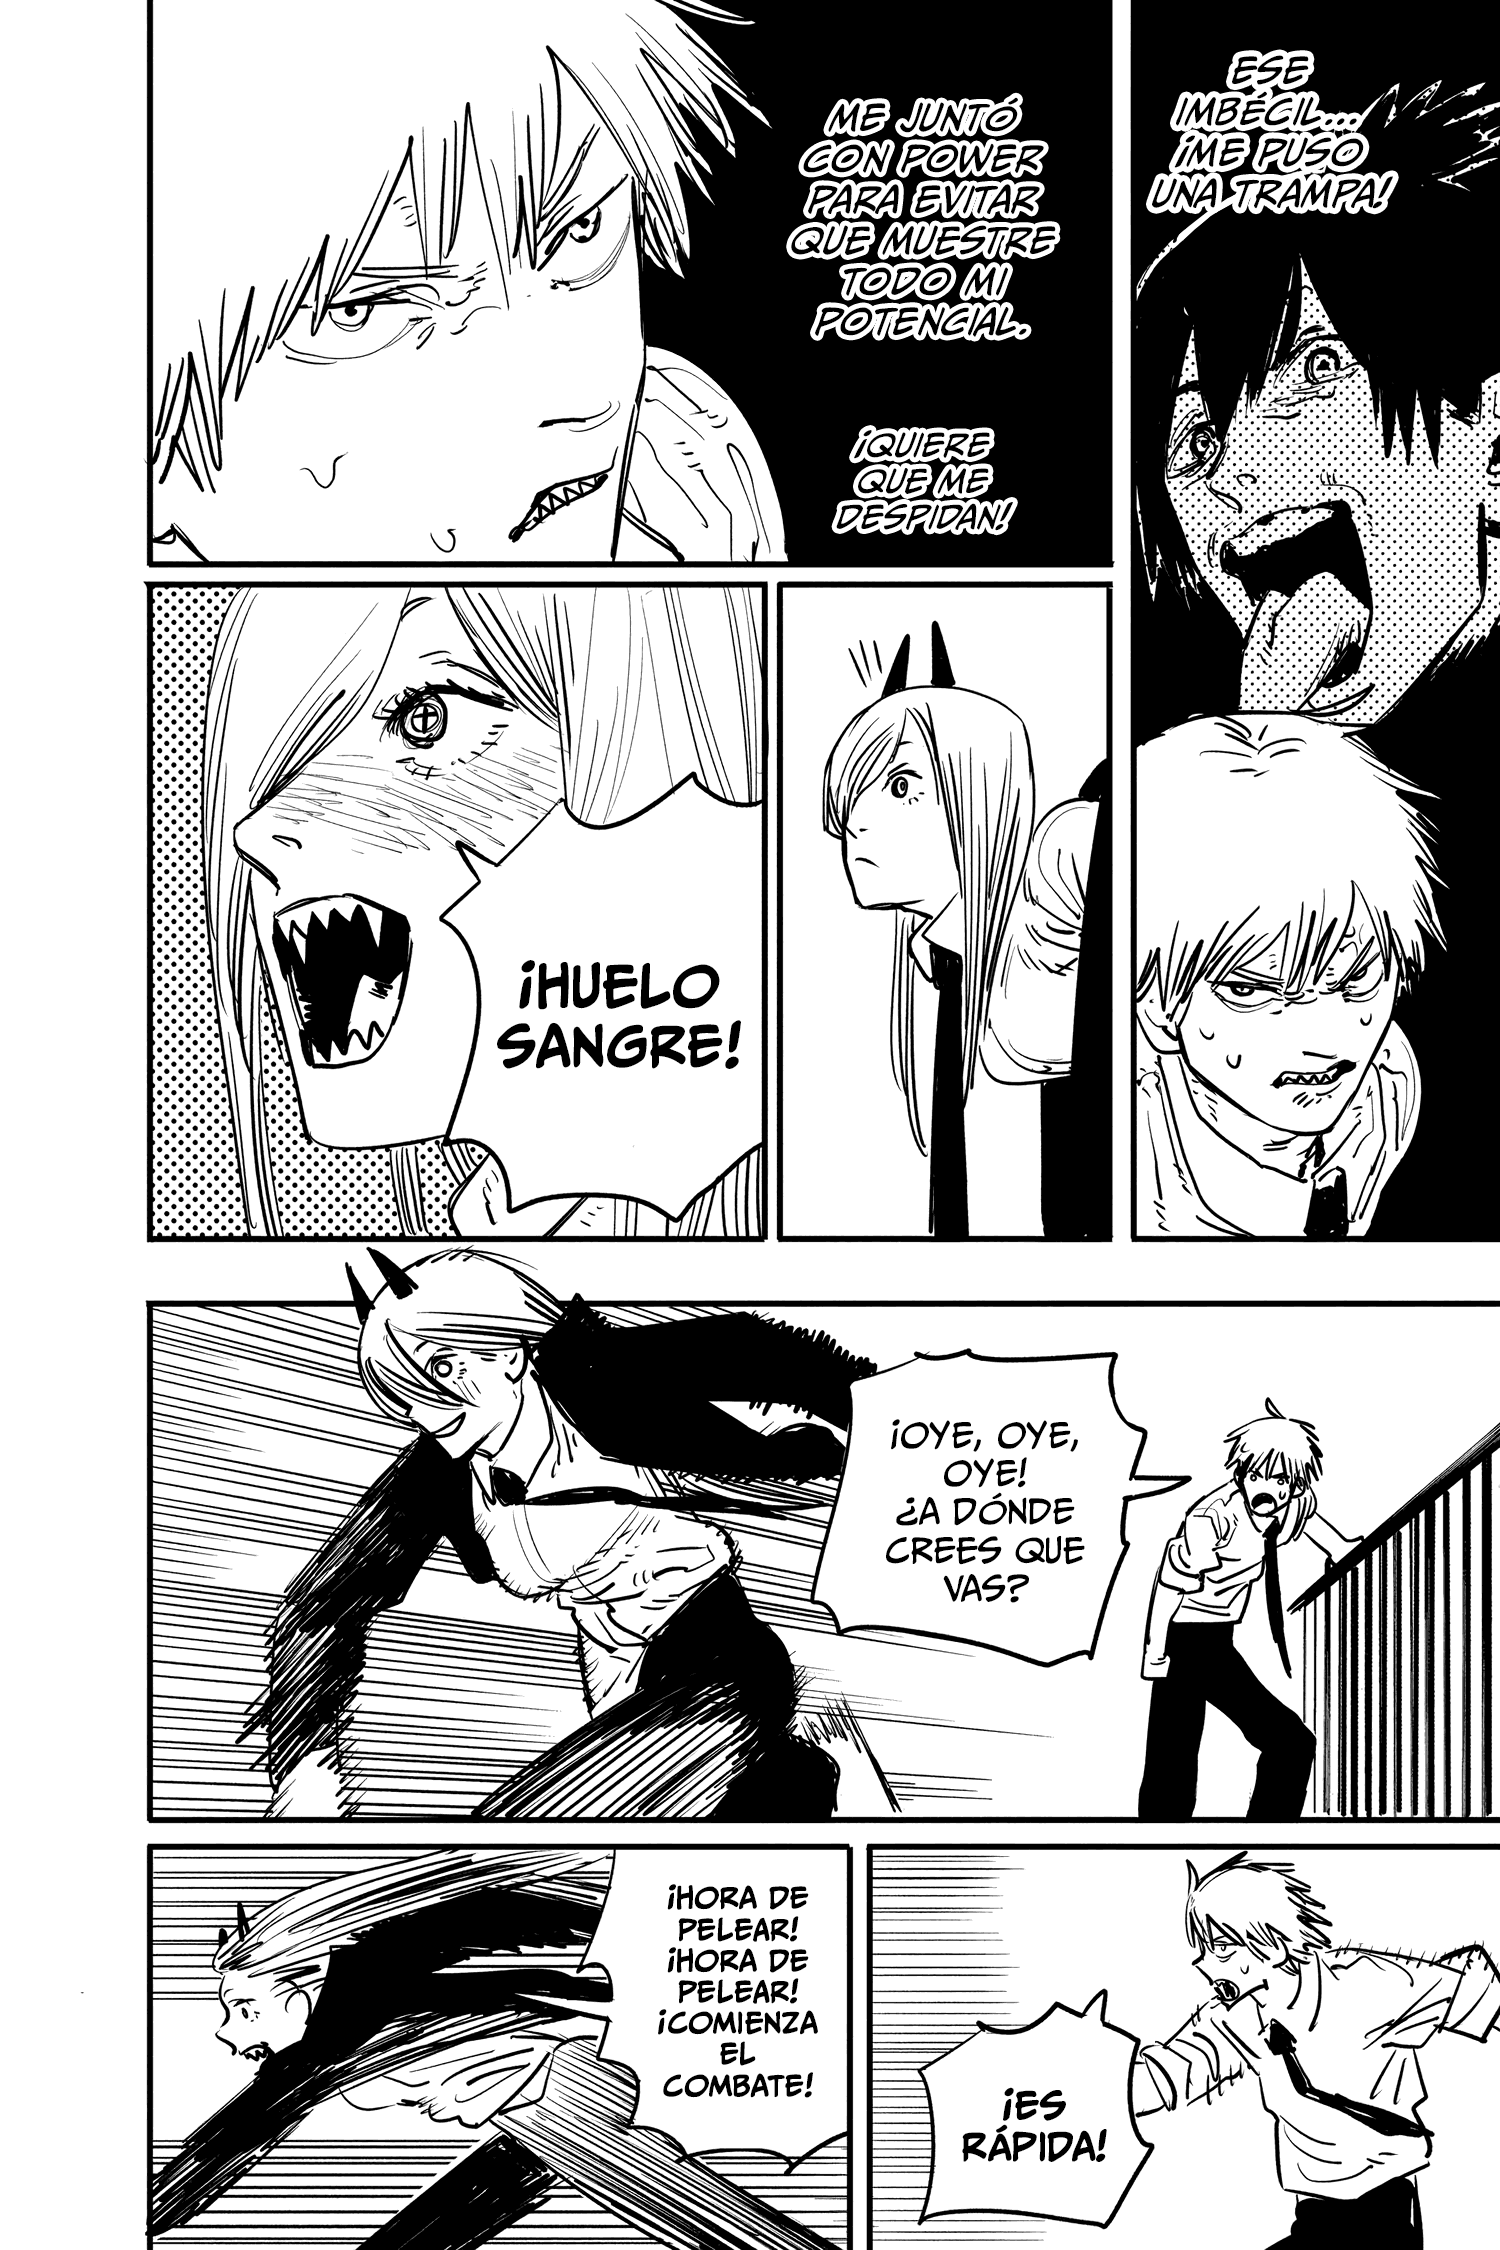 ESE
IMBÉCIL...
¡ME PUSO
UNA TRAMPA!
ME JUNTÓ
CON POWER
PARA EVITAR
QUE MUESTRE
TODO MI
POTENCIAL.
¡QUIERE
QUE ME
DESPIDAN!
¡HUELO
SANGRE!
¡OYE, OYE,
OYE!
¿A DÓNDE
CREES QUE
VAS?
¡ES
RÁPIDA!
¡HORA DE
PELEAR!
¡HORA DE
PELEAR!
¡COMIENZA
EL
COMBATE!